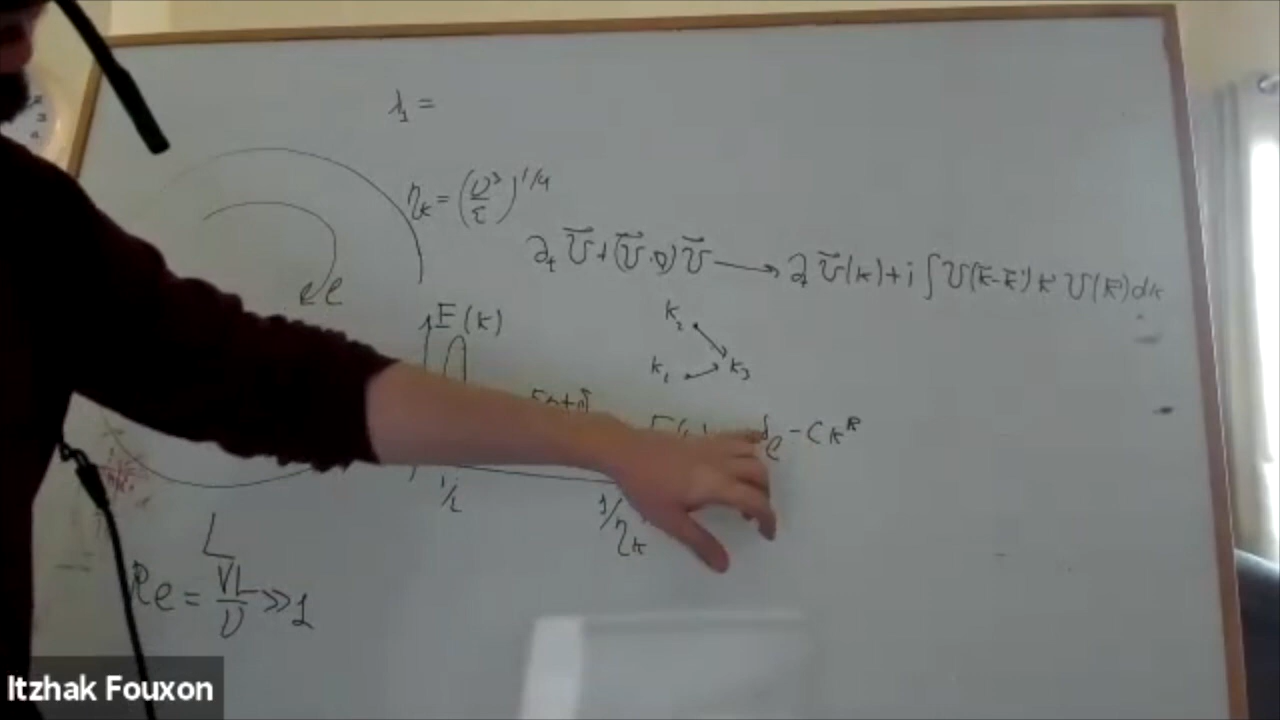 λ₁ =
η_k = (ν³/ε)^{1/4}
∂_t v⃗ + (v⃗·∇) v⃗ → ∂_t v⃗(k) + i ∫ v(k⃗-k⃗') k' v(k') dk
l
E(k)
k₂
k₁ k₃
e^{-Ck
1/L
1/η_k
L
Re = VL/ν >> 1
Itzhak Fouxon